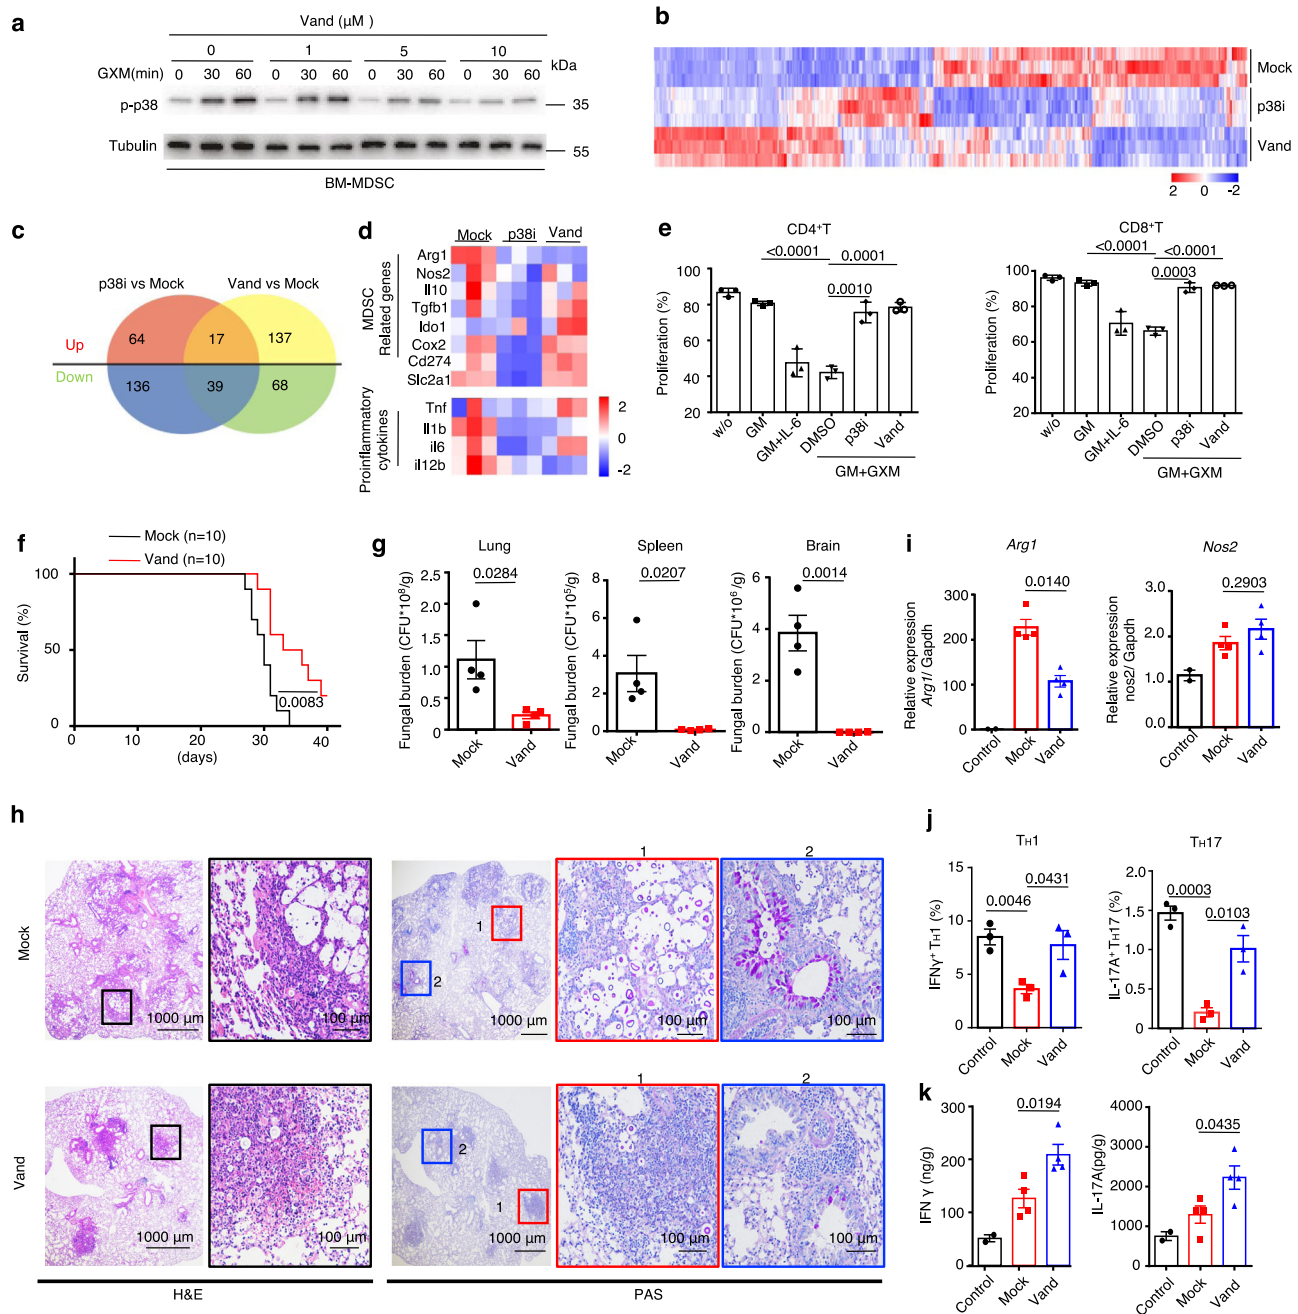 a
Vand (μM )
0 1 5 10
GXM(min) 0 30 60 0 30 60 0 30 60 0 30 60 kDa
p-p38 35
Tubulin 55
BM-MDSC
b
Mock
p38i
Vand
2 0 -2
c
p38i vs Mock Vand vs Mock
Up 64 17 137
Down 136 39 68
d
Mock p38i Vand
MDSC
Related genes
Arg1
Nos2
Il10
Tgfb1
Ido1
Cox2
Cd274
Slc2a1
Proinflammatory
cytokines
Tnf
Il1b
il6
il12b
2
0
-2
e
CD4+T
<0.0001 0.0001
0.0010
Proliferation (%)
100
80
60
40
20
w/o GM GM+IL-6 DMSO p38i Vand
GM+GXM
CD8+T
<0.0001 <0.0001
0.0003
Proliferation (%)
100
80
60
40
20
w/o GM GM+IL-6 DMSO p38i Vand
GM+GXM
f
Mock (n=10)
Vand (n=10)
Survival (%)
100
50
0
0.0083
0 10 20 30 40
(days)
g
Lung
0.0284
Fungal burden (CFU*10⁸/g)
2.5
2.0
1.5
1.0
0.5
0.0
Mock Vand
Spleen
0.0207
Fungal burden (CFU*10⁵/g)
8
6
4
2
0
Mock Vand
Brain
0.0014
Fungal burden (CFU*10⁶/g)
6
4
2
0
Mock Vand
i
Arg1
0.0140
Relative expression
Arg1/ Gapdh
300
200
100
0
Control Mock Vand
Nos2
0.2903
Relative expression
nos2/ Gapdh
3.0
2.0
1.0
0.0
Control Mock Vand
h
1 2
Mock
1000 μm 100 μm 1 2 1000 μm 100 μm 100 μm
1 2
Vand
1000 μm 100 μm 2 1 1000 μm 100 μm 100 μm
H&E PAS
j
TH1
0.0431
0.0046
IFNγ+ TH1 (%)
15
10
5
0
Control Mock Vand
TH17
0.0003
0.0103
IL-17A+ TH17 (%)
2.0
1.5
1.0
0.5
0.0
Control Mock Vand
k
0.0194
IFN γ (ng/g)
300
200
100
0
Control Mock Vand
0.0435
IL-17A(pg/g)
4000
3000
2000
1000
0
Control Mock Vand